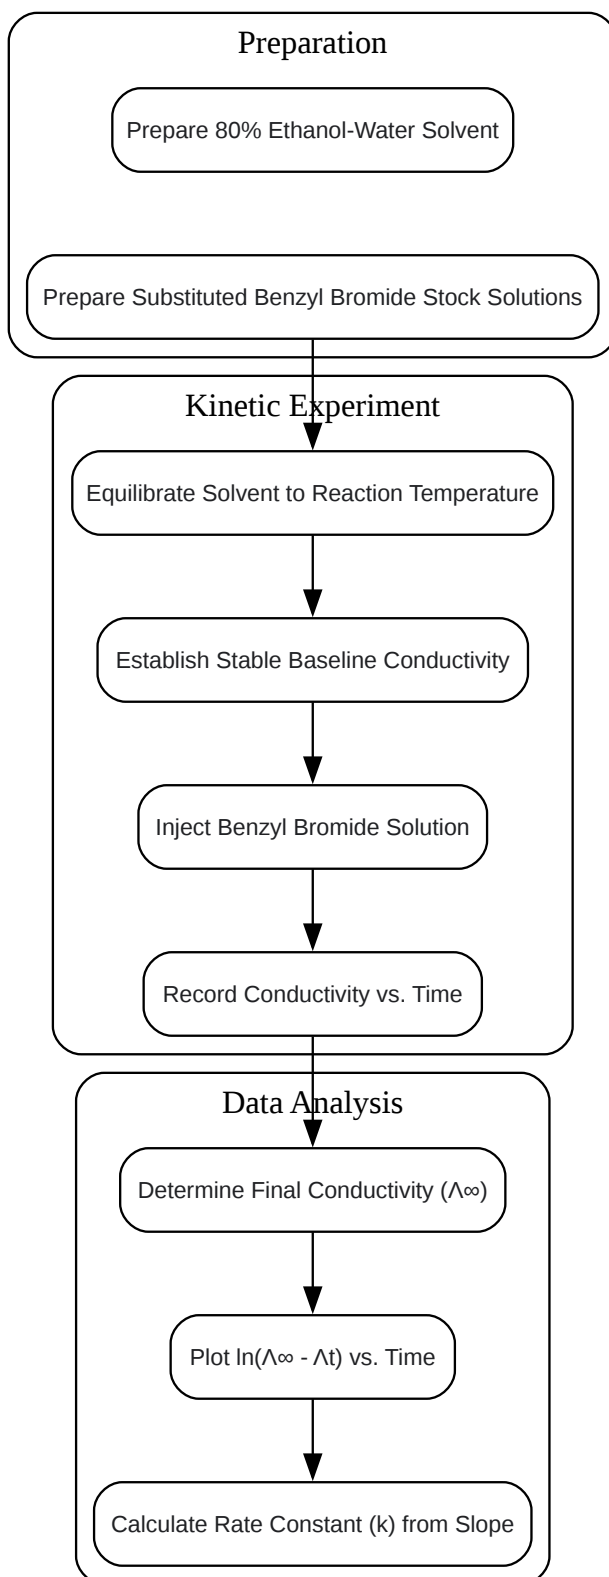 Preparation
Prepare 80% Ethanol-Water Solvent
Prepare Substituted Benzyl Bromide Stock Solutions
Kinetic Experiment
Equilibrate Solvent to Reaction Temperature
Establish Stable Baseline Conductivity
Inject Benzyl Bromide Solution
Record Conductivity vs. Time
Data Analysis
Determine Final Conductivity (Λ∞)
Plot ln(Λ∞ - Λt) vs. Time
Calculate Rate Constant (k) from Slope